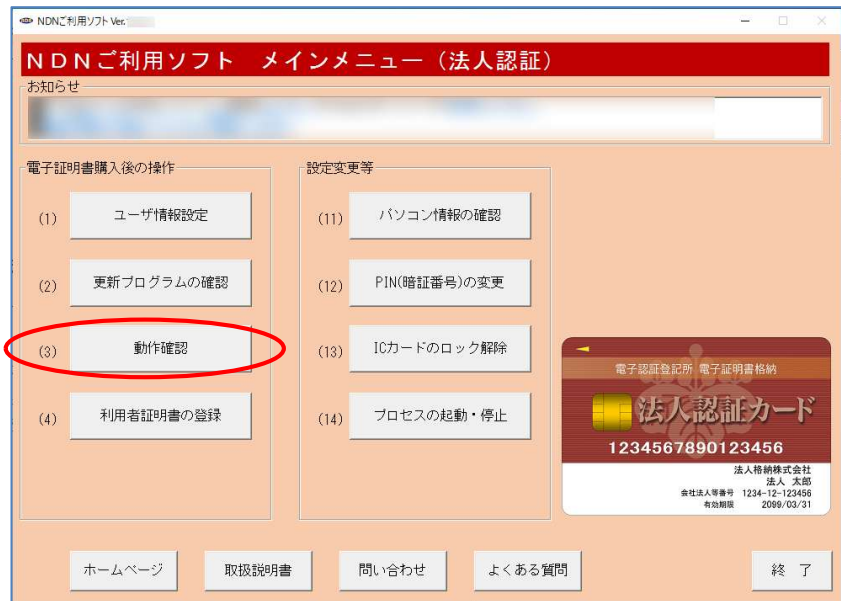 NDNご利用ソフト Ver.
NDNご利用ソフト メインメニュー（法人認証）
お知らせ
電子証明書購入後の操作
(1) ユーザ情報設定
(2) 更新プログラムの確認
(3) 動作確認
(4) 利用者証明書の登録
設定変更等
(11) パソコン情報の確認
(12) PIN(暗証番号)の変更
(13) ICカードのロック解除
(14) プロセスの起動・停止
電子認証登記所 電子証明書格納
法人認証カード
1234567890123456
法人格納株式会社
法人 太郎
会社法人等番号 1234-12-123456
有効期限 2099/03/31
ホームページ
取扱説明書
問い合わせ
よくある質問
終 了